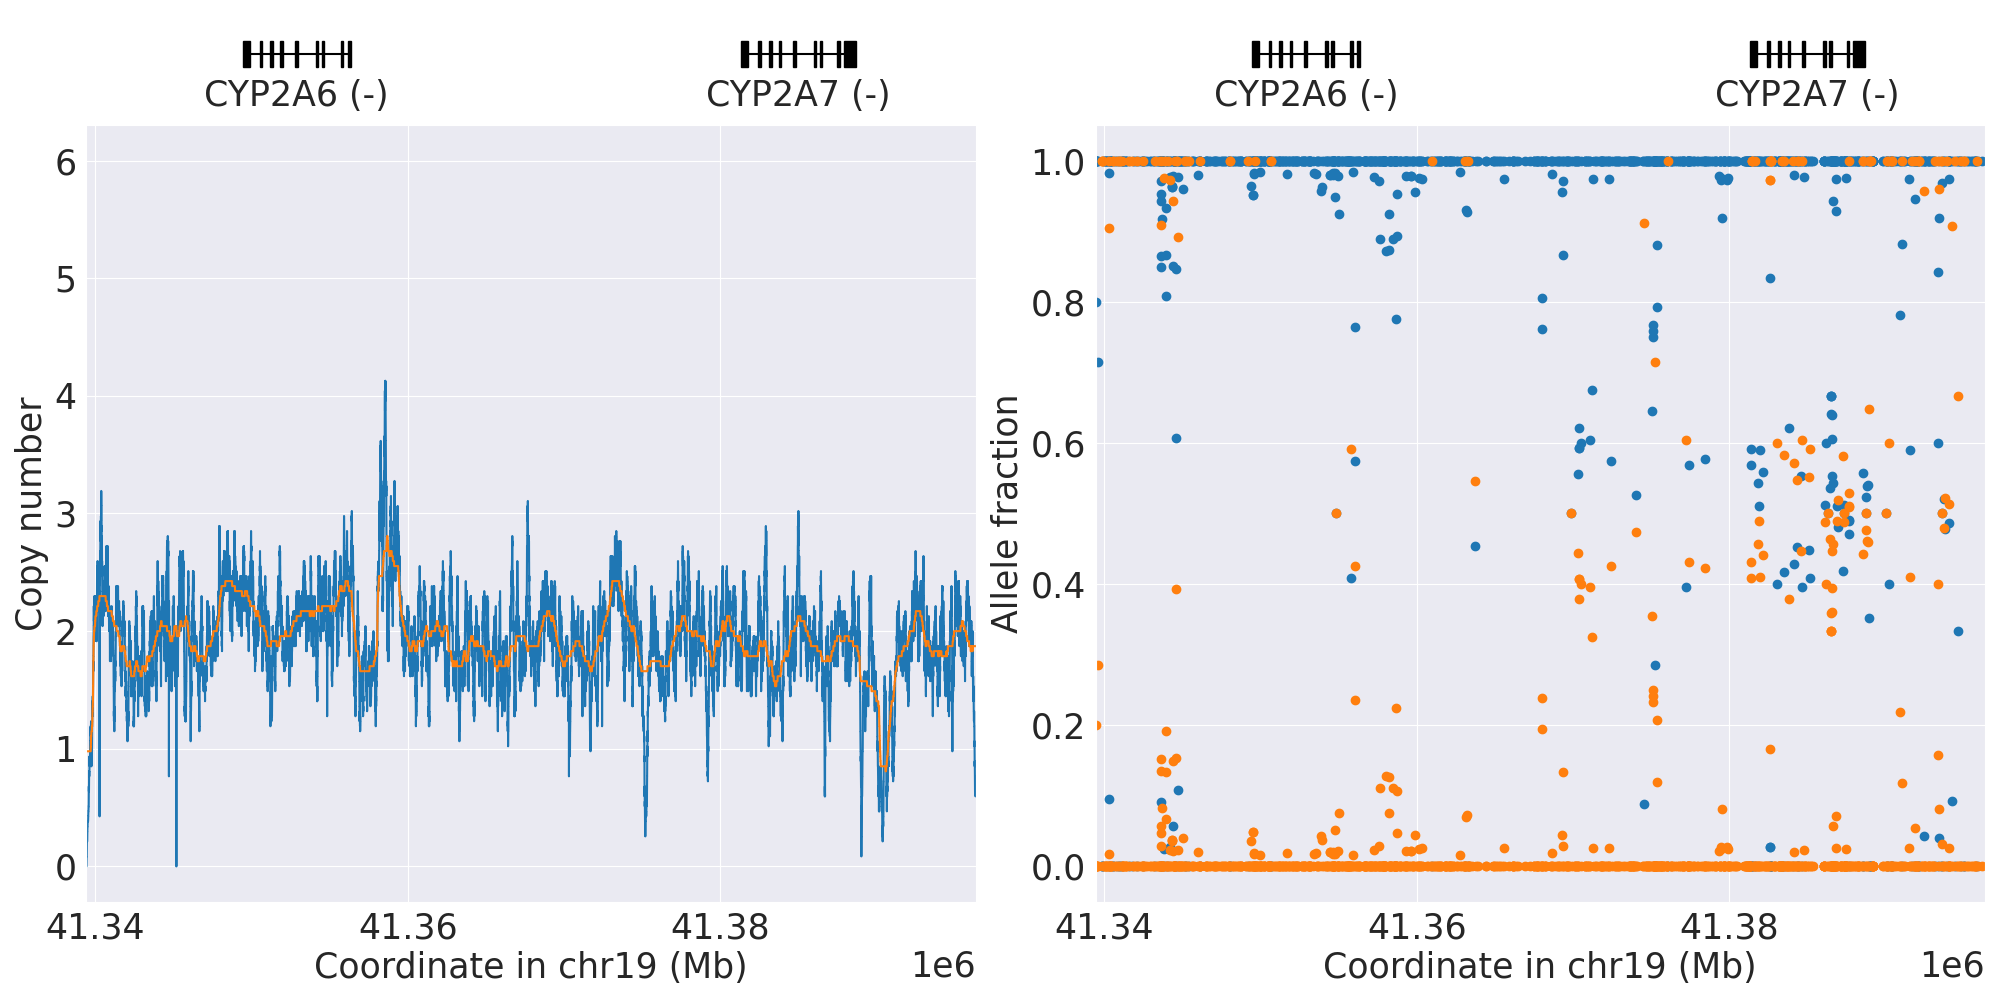 CYP2A6 (-)
CYP2A7 (-)
Copy number
6
5
4
3
2
1
0
41.34
41.36
41.38
Coordinate in chr19 (Mb)
1e6
CYP2A6 (-)
CYP2A7 (-)
Allele fraction
1.0
0.8
0.6
0.4
0.2
0.0
41.34
41.36
41.38
Coordinate in chr19 (Mb)
1e6